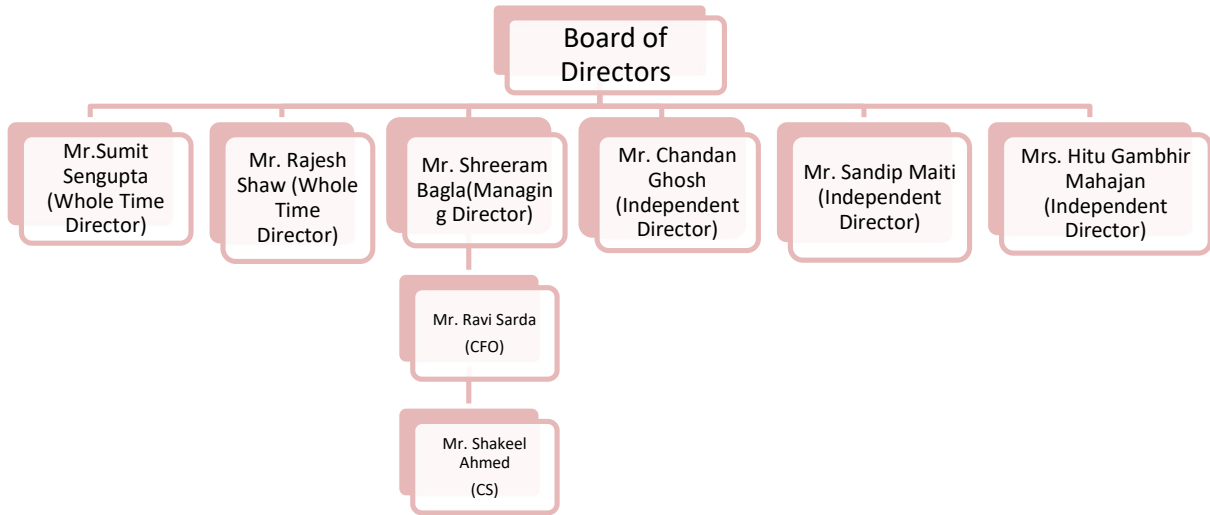 Board of
Directors
Mr.Sumit
Sengupta
(Whole Time
Director)
Mr. Rajesh
Shaw (Whole
Time
Director)
Mr. Shreeram
Bagla(Managin
g Director)
Mr. Chandan
Ghosh
(Independent
Director)
Mr. Sandip Maiti
(Independent
Director)
Mrs. Hitu Gambhir
Mahajan
(Independent
Director)
Mr. Ravi Sarda
(CFO)
Mr. Shakeel
Ahmed
(CS)